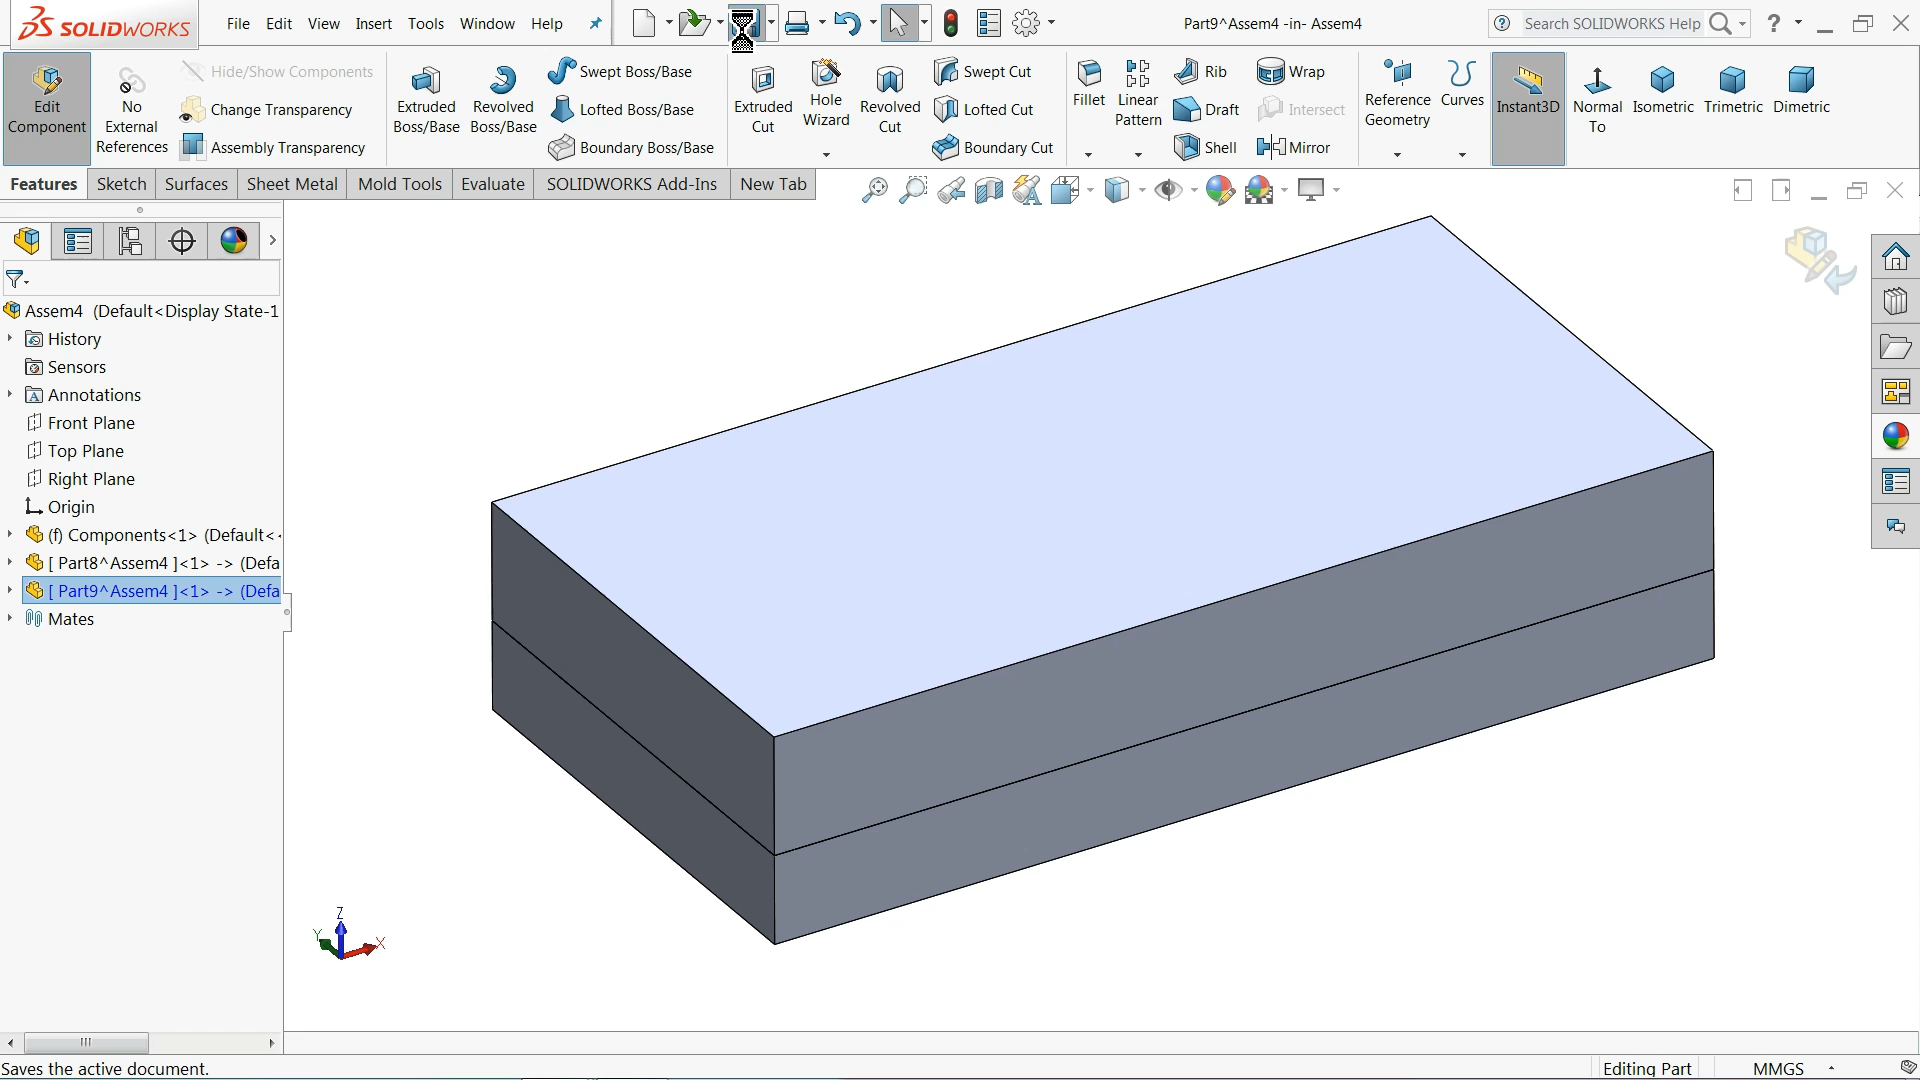 SOLIDWORKS
File Edit View Insert Tools Window Help
Part9^Assem4 -in- Assem4
Search SOLIDWORKS Help
Edit Component
No External References
Hide/Show Components
Change Transparency
Assembly Transparency
Extruded Boss/Base
Revolved Boss/Base
Swept Boss/Base
Lofted Boss/Base
Boundary Boss/Base
Extruded Cut
Hole Wizard
Revolved Cut
Swept Cut
Lofted Cut
Boundary Cut
Fillet
Linear Pattern
Rib
Draft
Shell
Wrap
Intersect
Mirror
Reference Geometry
Curves
Instant3D
Normal To
Isometric
Trimetric
Dimetric
Features Sketch Surfaces Sheet Metal Mold Tools Evaluate SOLIDWORKS Add-Ins New Tab
Assem4 (Default<Display State-1
History
Sensors
Annotations
Front Plane
Top Plane
Right Plane
Origin
(f) Components<1> (Default<
[ Part8^Assem4 ]<1> -> (Defa
[ Part9^Assem4 ]<1> -> (Defa
Mates
Z
Y
X
Saves the active document.
Editing Part
MMGS